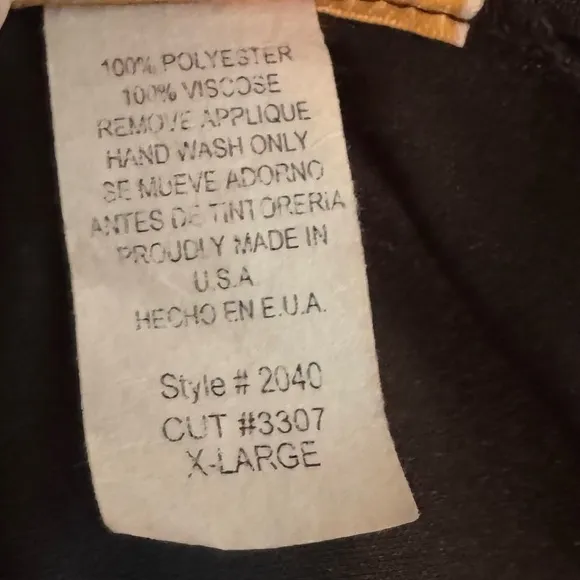 100% POLYESTER
100% VISCOSE
REMOVE APPLIQUE
HAND WASH ONLY
SE MUEVE ADORNO
ANTES DE TINTORERIA
PROUDLY MADE IN
U.S.A
HECHO EN E.U.A.
Style # 2040
CUT #3307
X-LARGE